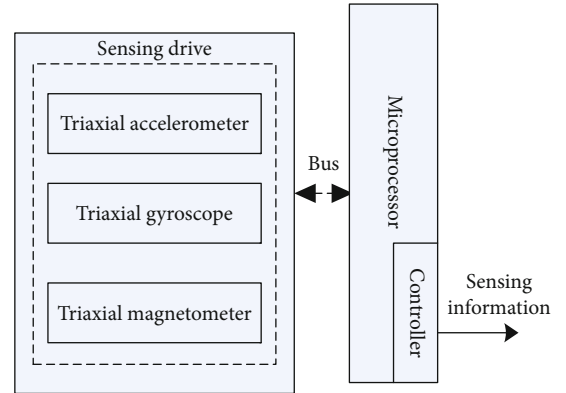 Sensing drive
Triaxial accelerometer
Triaxial gyroscope
Triaxial magnetometer
Bus
Microprocessor
Controller
Sensing
information